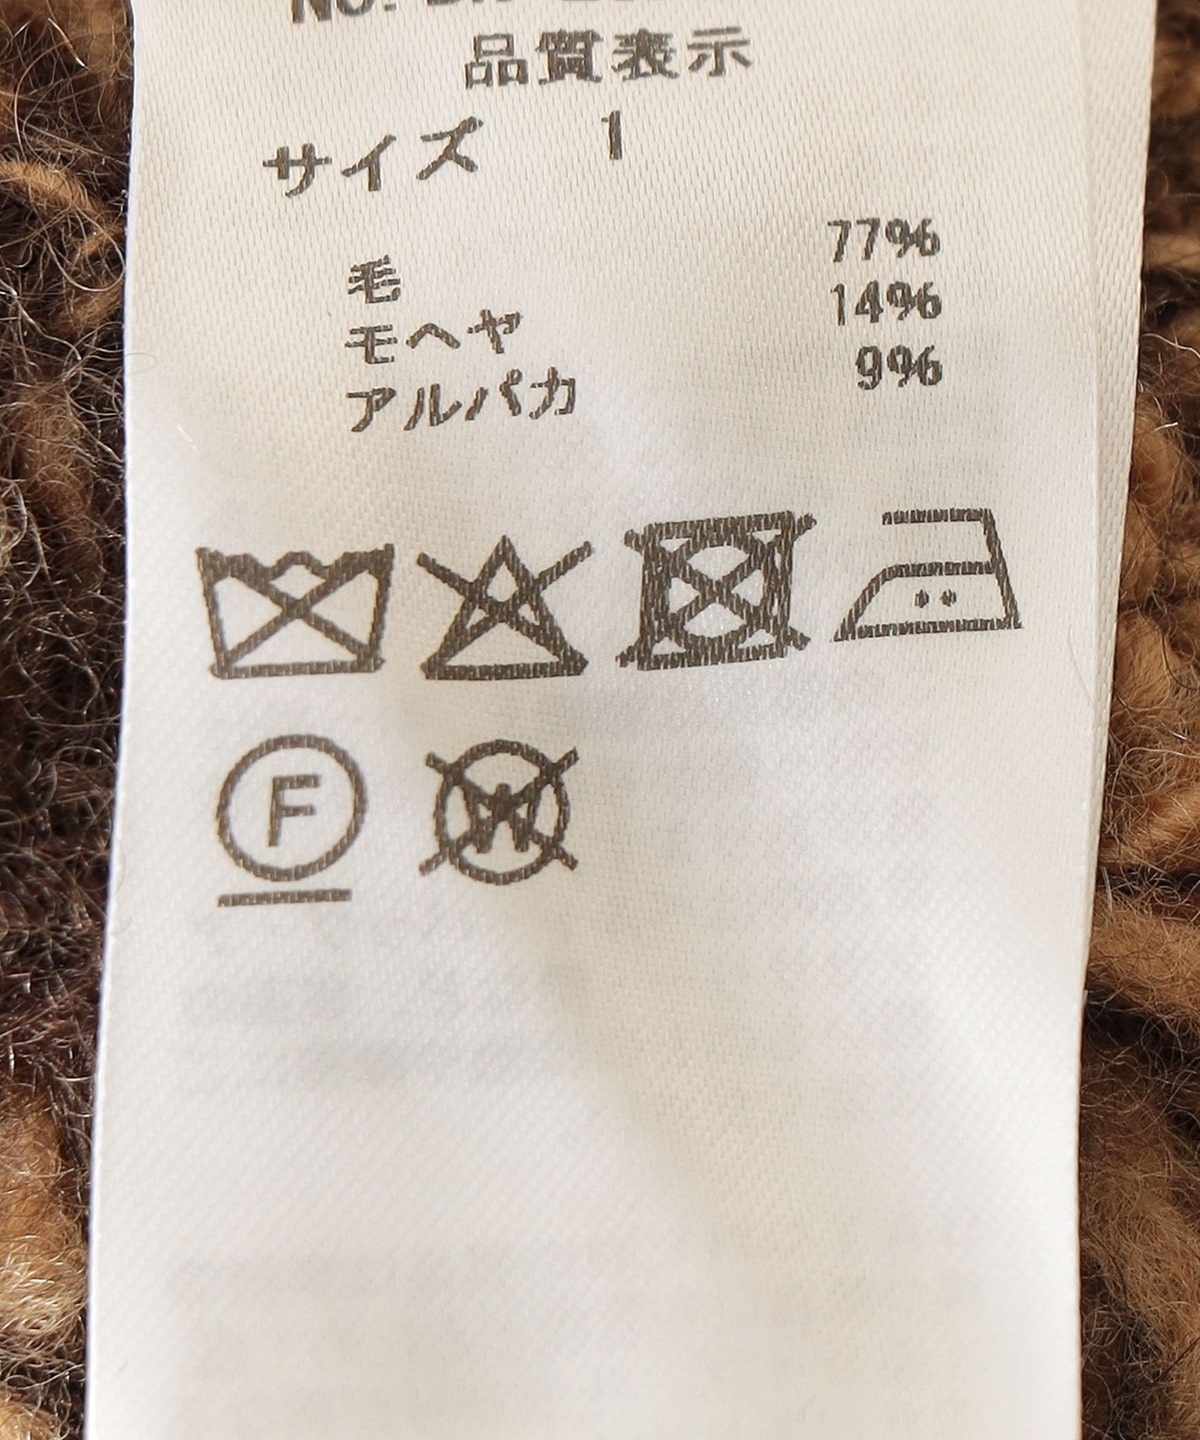 品質表示
サイズ 1
毛 77%
モヘヤ 14%
アルパカ 9%
F
W